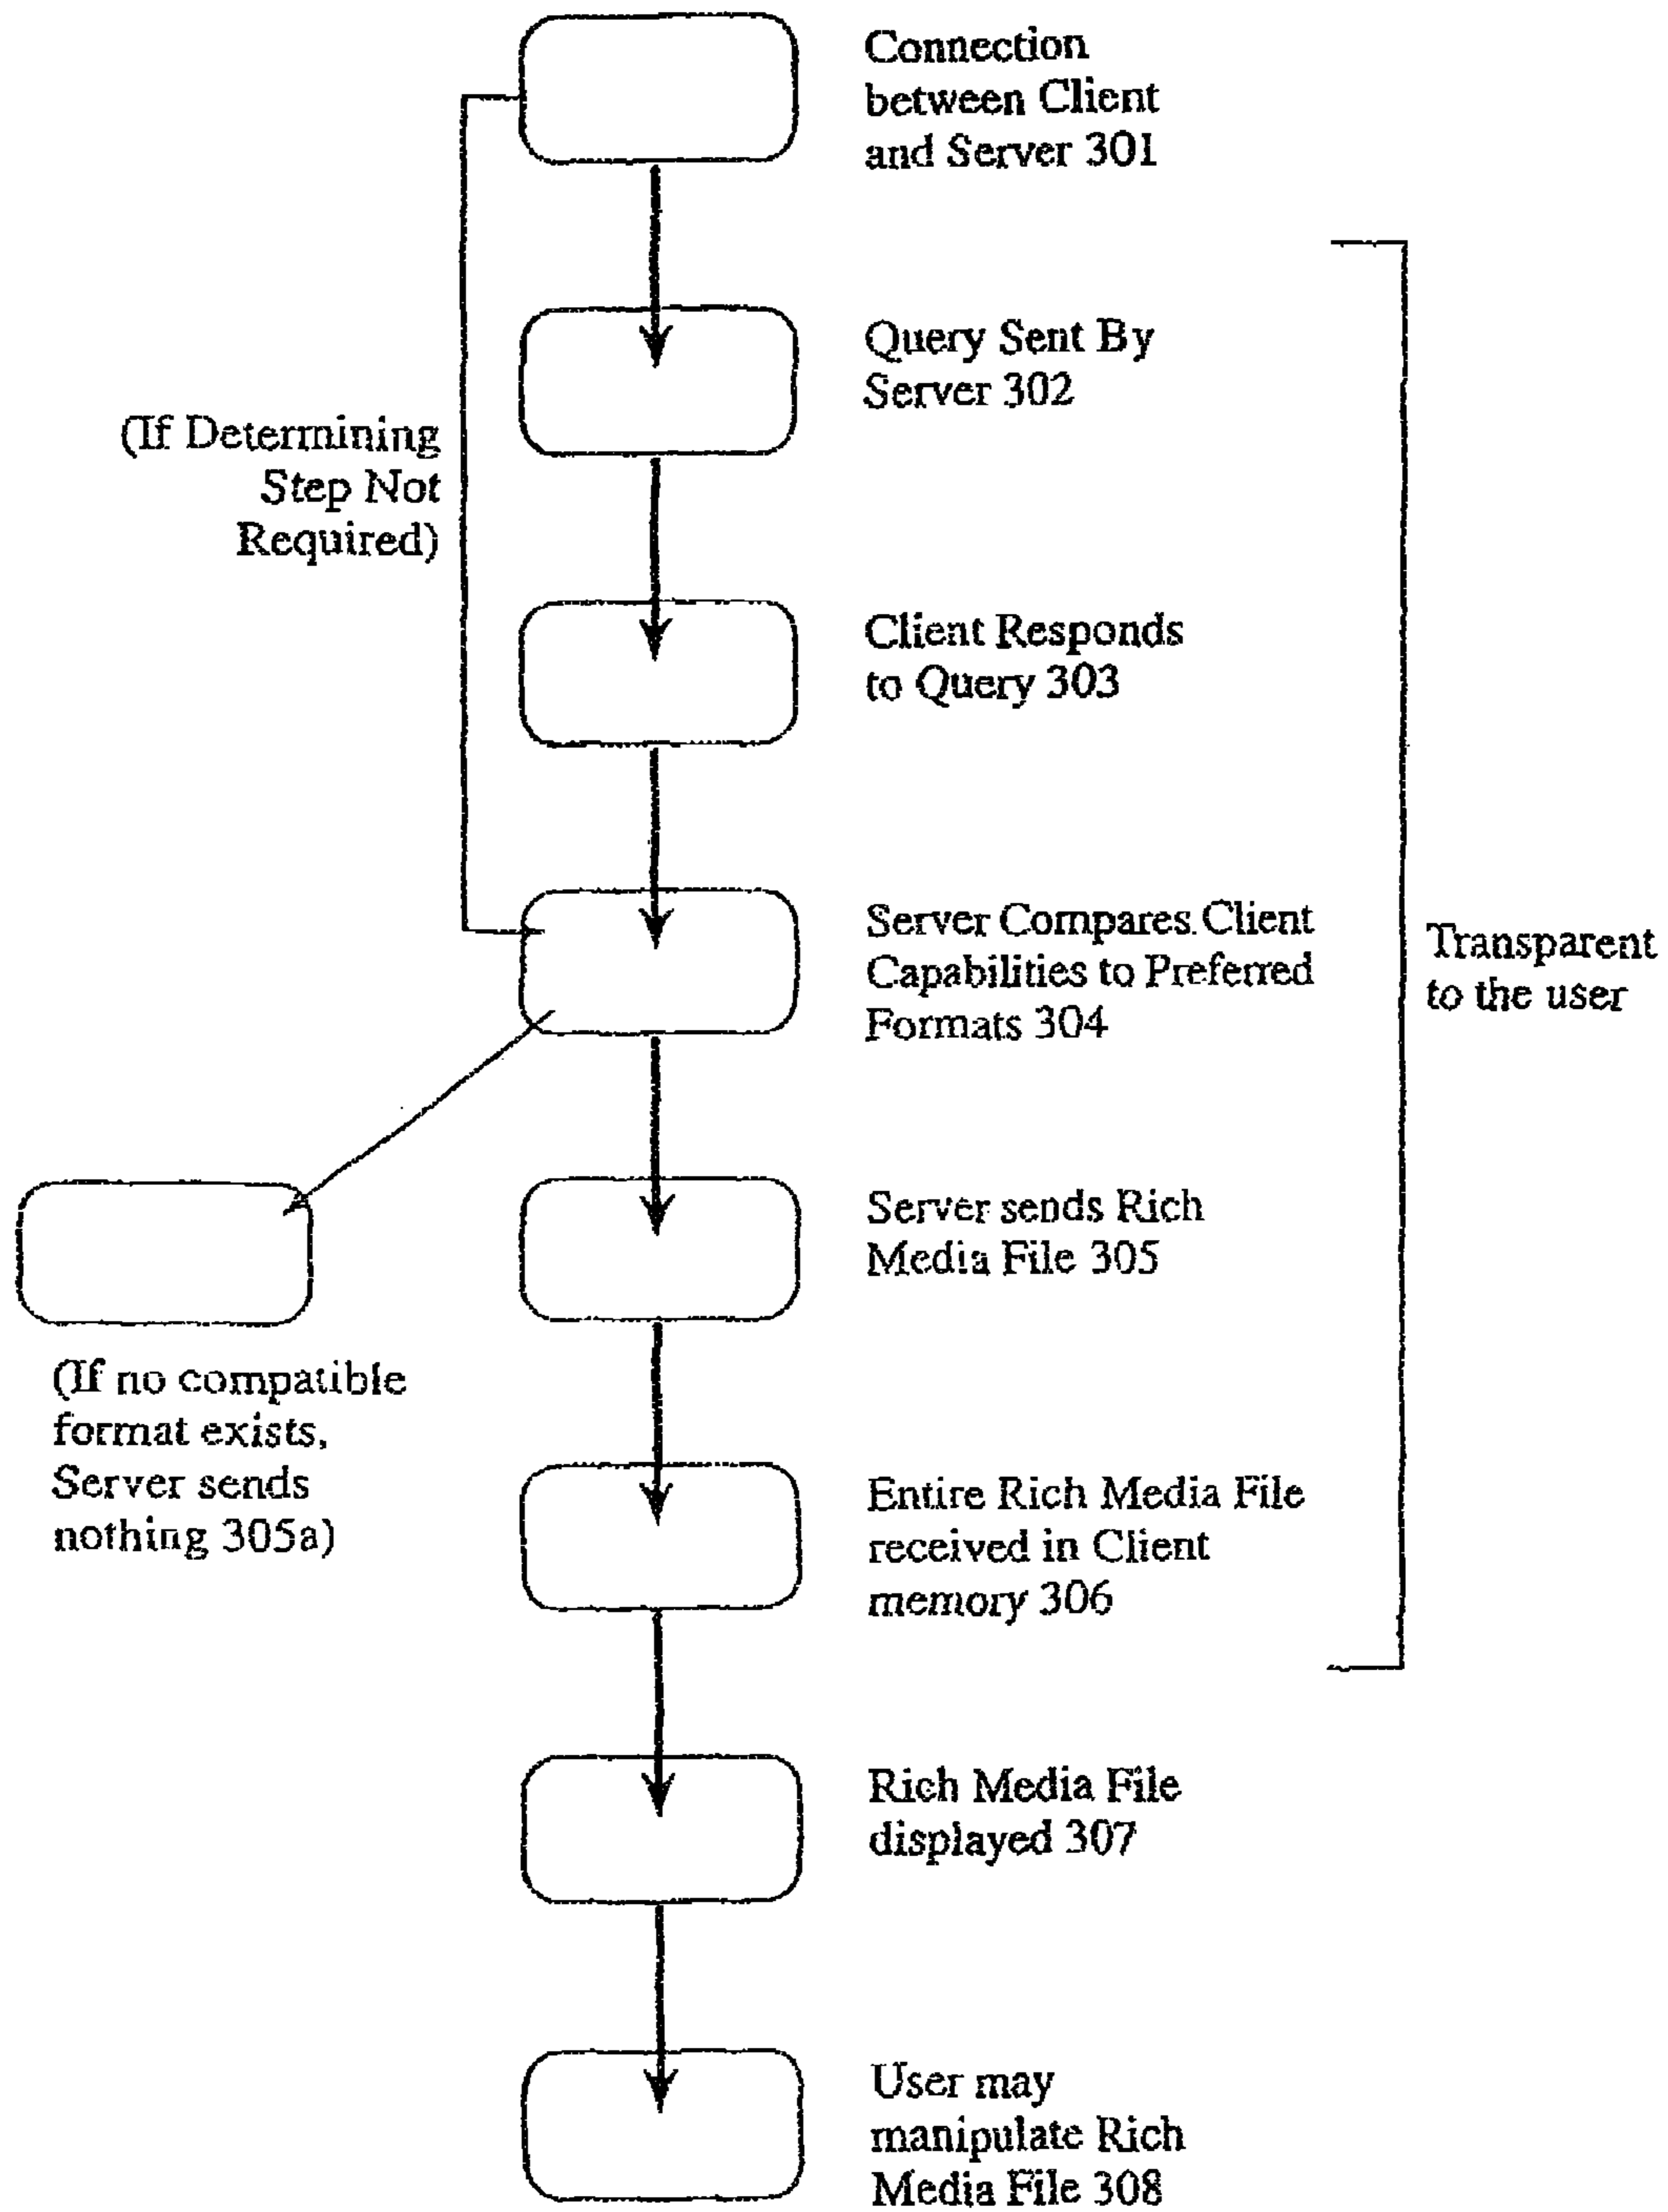 Connection
between Client
and Server 301
Query Sent By
Server 302
(If Determining
Step Not
Required)
Client Responds
to Query 303
Server Compares Client
Capabilities to Preferred
Formats 304
Transparent
to the user
Server sends Rich
Media File 305
(If no compatible
format exists,
Server sends
nothing 305a)
Entire Rich Media File
received in Client
memory 306
Rich Media File
displayed 307
User may
manipulate Rich
Media File 308